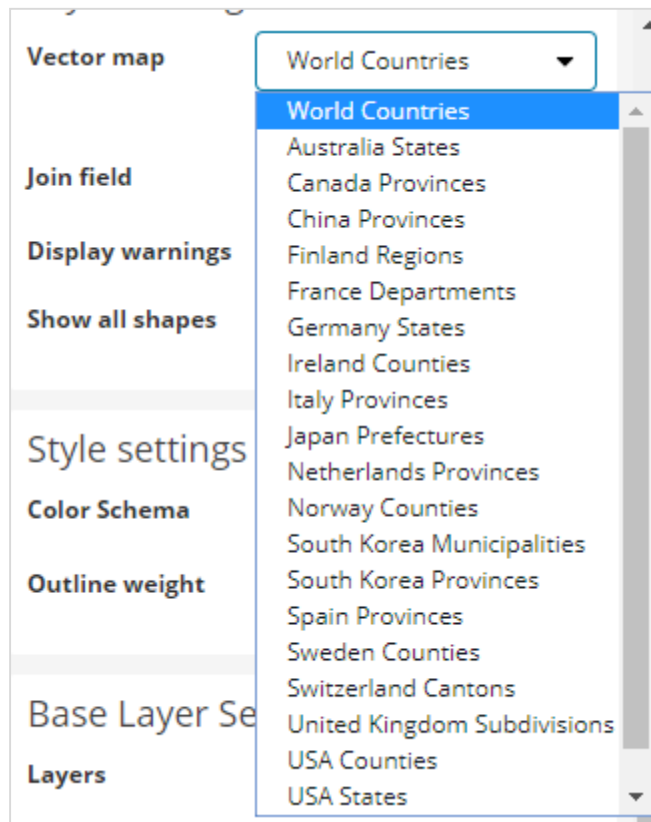 Vector map
World Countries
World Countries
Australia States
Canada Provinces
China Provinces
Finland Regions
France Departments
Germany States
Ireland Counties
Italy Provinces
Japan Prefectures
Netherlands Provinces
Norway Counties
South Korea Municipalities
South Korea Provinces
Spain Provinces
Sweden Counties
Switzerland Cantons
United Kingdom Subdivisions
USA Counties
USA States
Join field
Display warnings
Show all shapes
Style settings
Color Schema
Outline weight
Base Layer Se
Layers